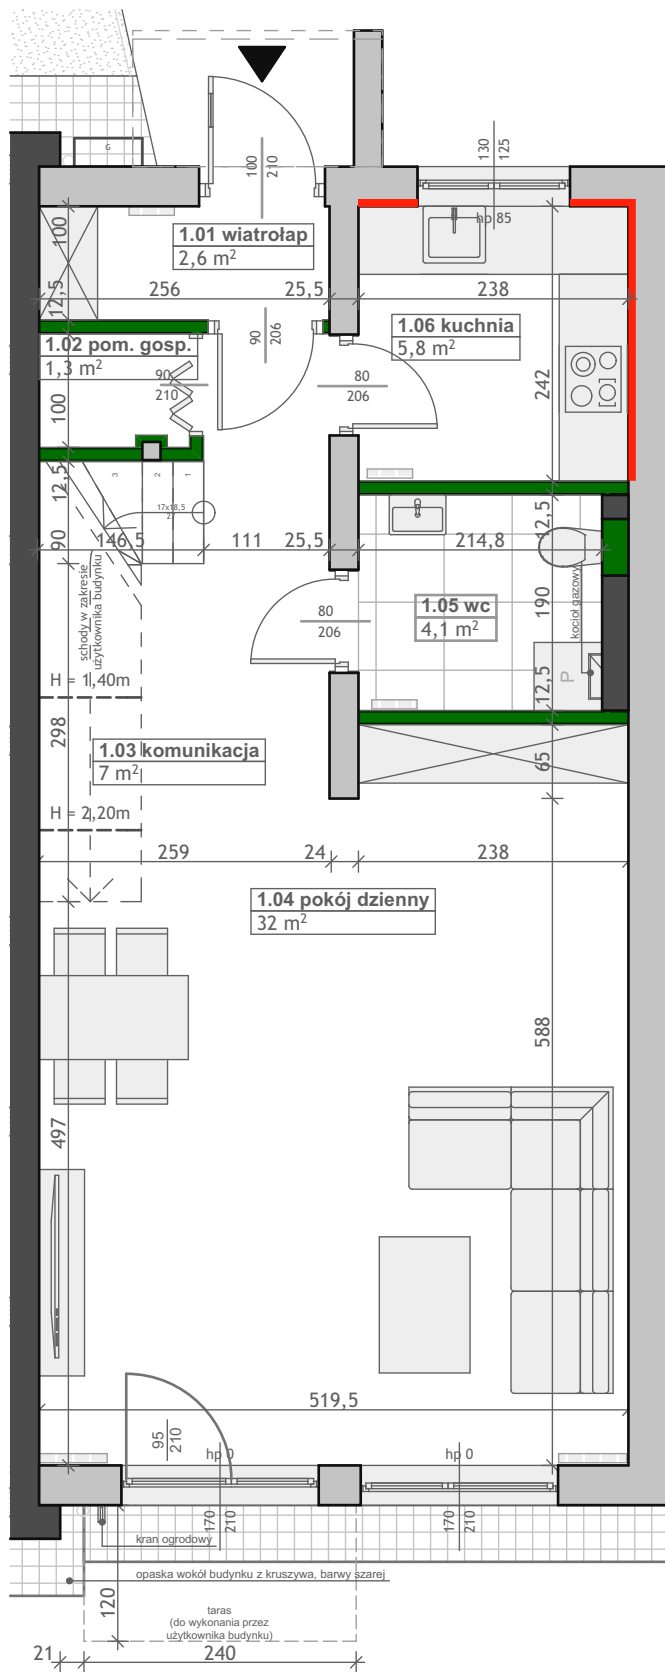 G
100
210
130
125
hp 85
100
1.01 wiatrołap
2,6 m²
12,5
256
25,5
238
90
206
1.02 pom. gosp.
1,3 m²
1.06 kuchnia
5,8 m²
90
210
80
206
242
100
12,5
3
2
1
17x18,5
90
146,5
111
25,5
214,8
12,5
schody w zakresie
użytkownika budynku
80
206
1.05 wc
4,1 m²
190
kocioł gazowy
P
12,5
H = 1,40m
298
1.03 komunikacja
7 m²
65
H = 2,20m
259
24
238
1.04 pokój dzienny
32 m²
588
497
519,5
95
210
hp 0
hp 0
170
210
170
210
kran ogrodowy
opaska wokół budynku z kruszywa, barwy szarej
120
taras
(do wykonania przez
użytkownika budynku)
21
240